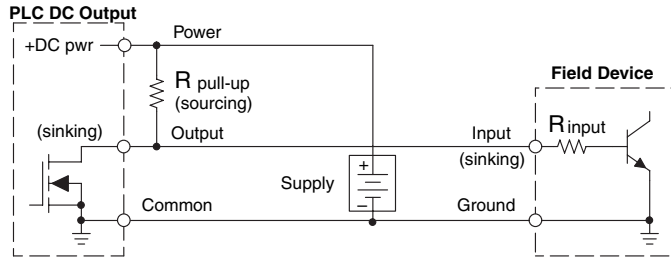 PLC DC Output
Power
+DC pwr
R pull-up
(sourcing)
Field Device
(sinking)
Output
Input
(sinking)
R input
+
Supply
–
Common
Ground